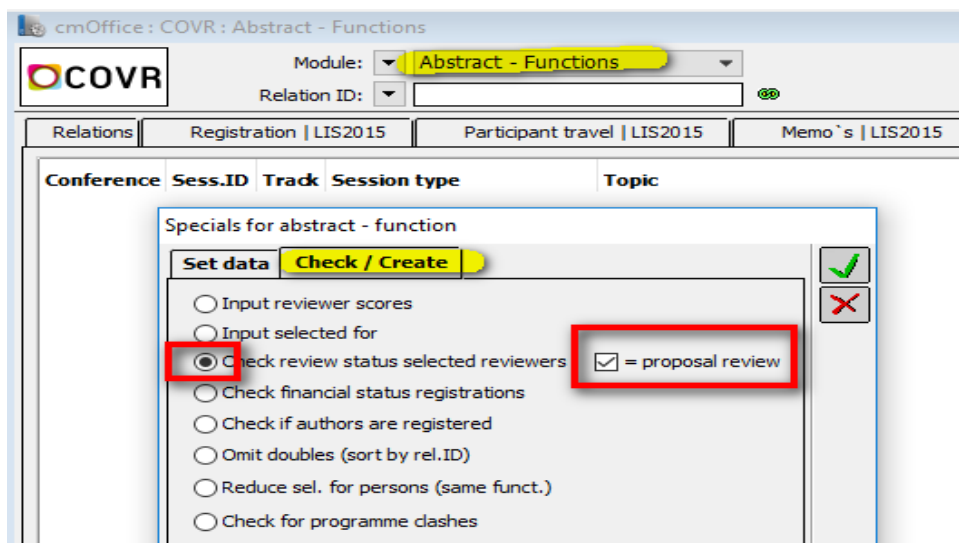 cmOffice : COVR : Abstract - Functions
COVR
Module: Abstract - Functions
Relation ID:
Relations Registration | LIS2015 Participant travel | LIS2015 Memo`s | LIS2015
Conference Sess.ID Track Session type Topic
Specials for abstract - function
Set data Check / Create
Input reviewer scores
Input selected for
Check review status selected reviewers = proposal review
Check financial status registrations
Check if authors are registered
Omit doubles (sort by rel.ID)
Reduce sel. for persons (same funct.)
Check for programme clashes